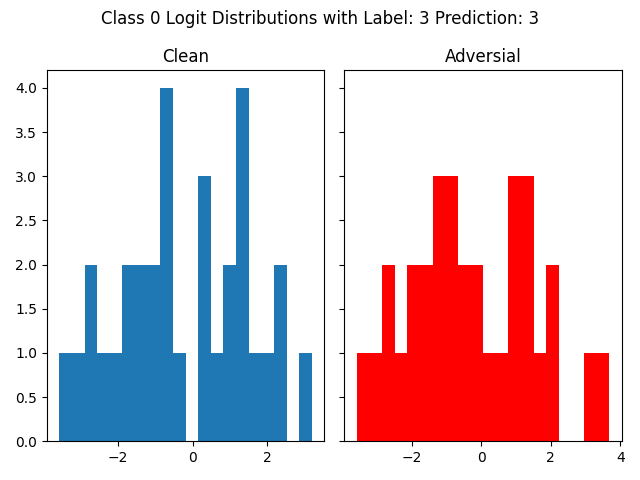 Class 0 Logit Distributions with Label: 3 Prediction: 3
Clean
Adversial
4.0
3.5
3.0
2.5
2.0
1.5
1.0
0.5
0.0
−2 0 2
−2 0 2 4